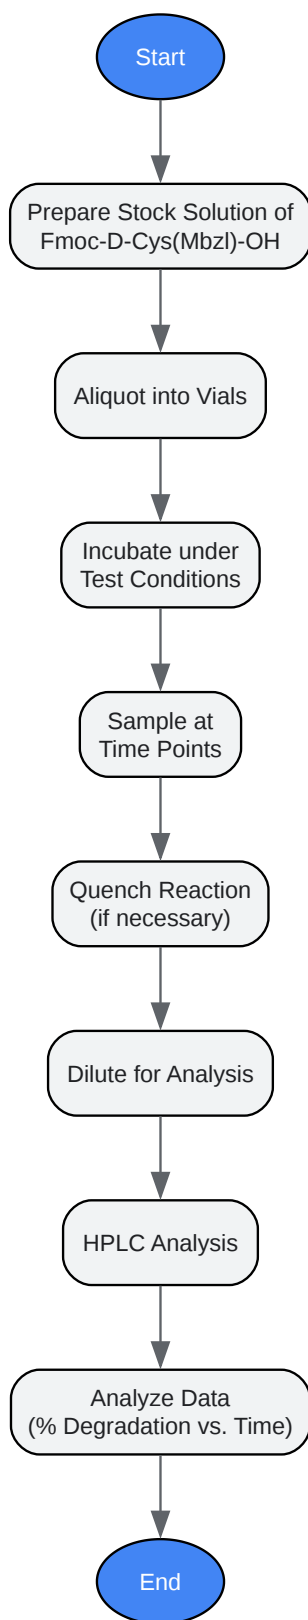 Start
Prepare Stock Solution of
Fmoc-D-Cys(Mbzl)-OH
Aliquot into Vials
Incubate under
Test Conditions
Sample at
Time Points
Quench Reaction
(if necessary)
Dilute for Analysis
HPLC Analysis
Analyze Data
(% Degradation vs. Time)
End